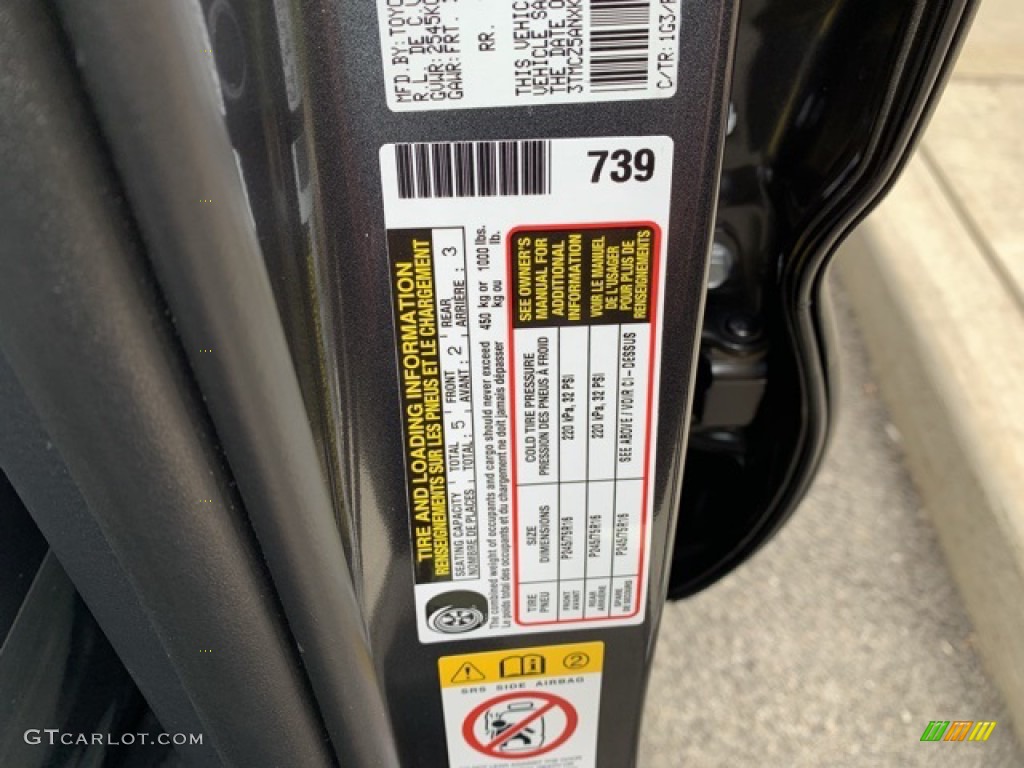 MFD. BY: TOYO
R.L. DE C.V
GVWR: 2545KG
GAWR: FRT.
RR.
THIS VEHIC
VEHICLE SA
THE DATE O
3TMCZ5ANXK
C/TR: 1G3/F
739
TIRE AND LOADING INFORMATION
RENSEIGNEMENTS SUR LES PNEUS ET LE CHARGEMENT
SEATING CAPACITY TOTAL FRONT REAR
NOMBRE DE PLACES TOTAL : 5 AVANT : 2 ARRIÈRE : 3
The combined weight of occupants and cargo should never exceed 450 kg or 1000 lbs.
Le poids total des occupants et du chargement ne doit jamais dépasser kg ou lb.
TIRE SIZE COLD TIRE PRESSURE
PNEU DIMENSIONS PRESSION DES PNEUS À FROID
FRONT P245/75R16 220 kPa, 32 PSI
AVANT
REAR P245/75R16 220 kPa, 32 PSI
ARRIÈRE
SPARE P245/75R16 SEE ABOVE / VOIR CI-DESSUS
DE SECOURS
SEE OWNER'S
MANUAL FOR
ADDITIONAL
INFORMATION
VOIR LE MANUEL
DE L'USAGER
POUR PLUS DE
RENSEIGNEMENTS
2
SRS SIDE AIRBAG
GTCARLOT.COM